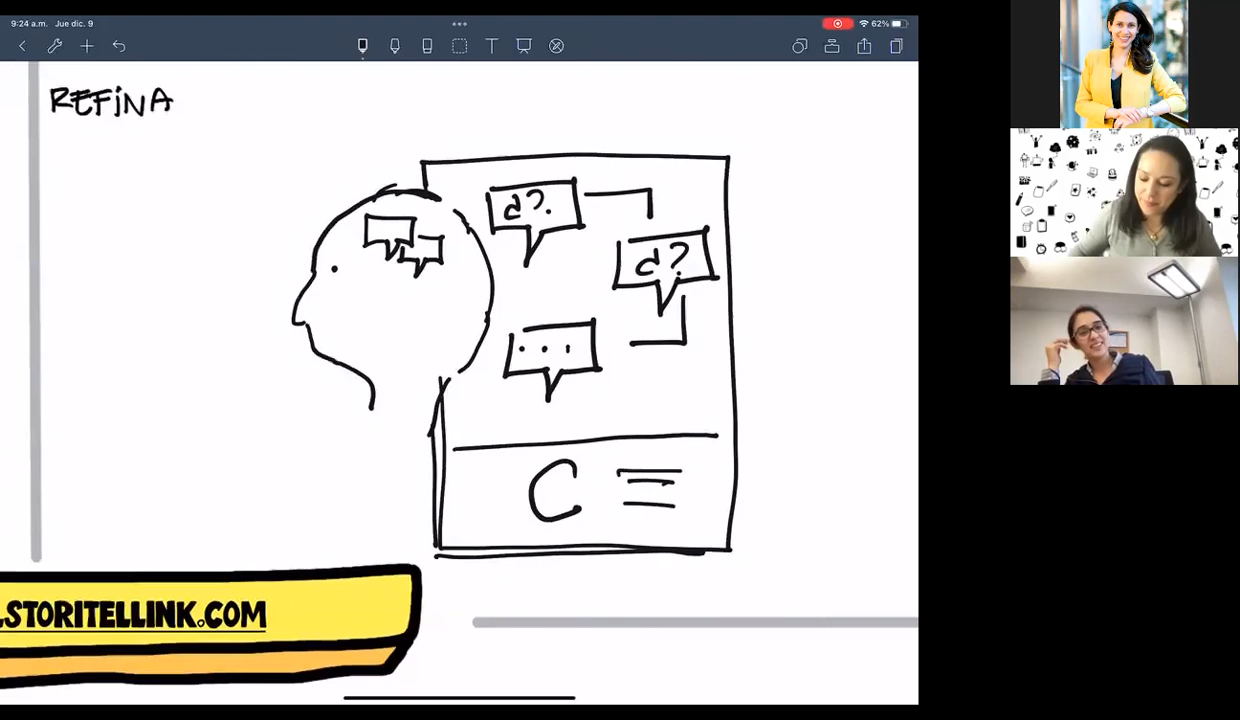 9:24 a.m. Jue dic. 9
62%
T
REFINA
¿?
¿?
...
C
.STORITELLINK.COM